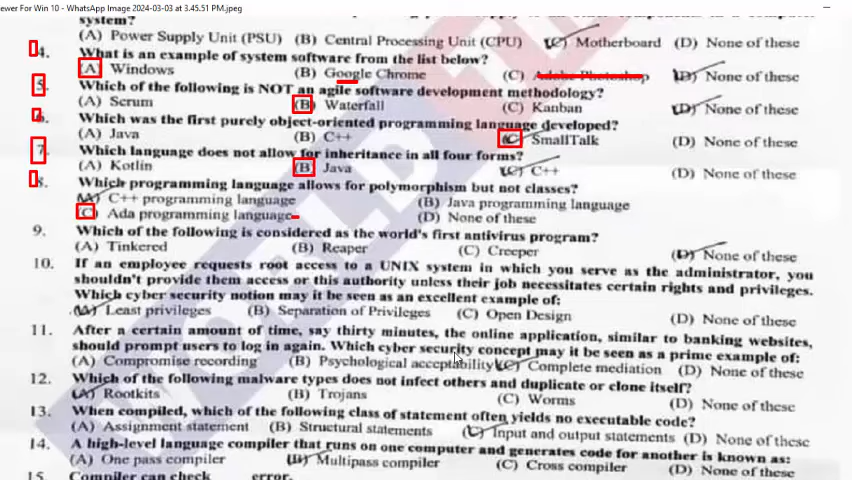 ewer For Win 10 - WhatsApp Image 2024-03-03 at 3.45.51 PM.jpeg
system?
(A) Power Supply Unit (PSU) (B) Central Processing Unit (CPU) (C) Motherboard (D) None of these
4. What is an example of system software from the list below?
(A) Windows (B) Google Chrome (C) Adobe Photoshop (D) None of these
5. Which of the following is NOT an agile software development methodology?
(A) Scrum (B) Waterfall (C) Kanban (D) None of these
6. Which was the first purely object-oriented programming language developed?
(A) Java (B) C++ (C) SmallTalk (D) None of these
7. Which language does not allow for inheritance in all four forms?
(A) Kotlin (B) Java (C) C++ (D) None of these
8. Which programming language allows for polymorphism but not classes?
(A) C++ programming language (B) Java programming language
(C) Ada programming language (D) None of these
9. Which of the following is considered as the world's first antivirus program?
(A) Tinkered (B) Reaper (C) Creeper (D) None of these
10. If an employee requests root access to a UNIX system in which you serve as the administrator, you
shouldn't provide them access or this authority unless their job necessitates certain rights and privileges.
Which cyber security notion may it be seen as an excellent example of:
(A) Least privileges (B) Separation of Privileges (C) Open Design (D) None of these
11. After a certain amount of time, say thirty minutes, the online application, similar to banking websites,
should prompt users to log in again. Which cyber security concept may it be seen as a prime example of:
(A) Compromise recording (B) Psychological acceptability (C) Complete mediation (D) None of these
12. Which of the following malware types does not infect others and duplicate or clone itself?
(A) Rootkits (B) Trojans (C) Worms (D) None of these
13. When compiled, which of the following class of statement often yields no executable code?
(A) Assignment statement (B) Structural statements (C) Input and output statements (D) None of these
14. A high-level language compiler that runs on one computer and generates code for another is known as:
(A) One pass compiler (B) Multipass compiler (C) Cross compiler (D) None of these
15. Compiler can check error.